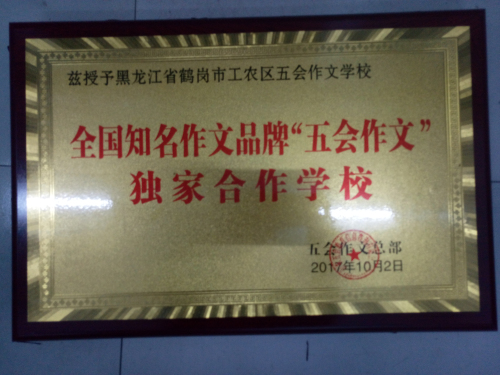 兹授予黑龙江省鹤岗市工农区五会作文学校
全国知名作文品牌“五会作文”
独家合作学校
五会作文总部
2017年10月2日